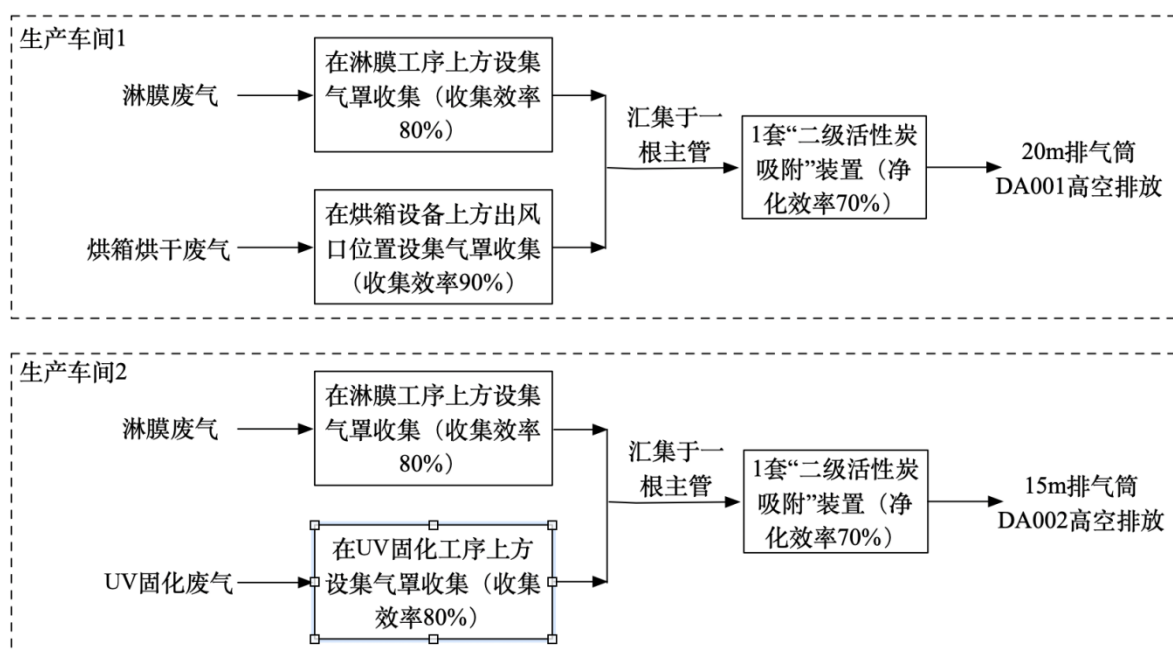 生产车间1
淋膜废气
在淋膜工序上方设集
气罩收集（收集效率
80%）
烘箱烘干废气
在烘箱设备上方出风
口位置设集气罩收集
（收集效率90%）
汇集于一
根主管
1套“二级活性炭
吸附”装置（净
化效率70%）
20m排气筒
DA001高空排放
生产车间2
淋膜废气
在淋膜工序上方设集
气罩收集（收集效率
80%）
UV固化废气
在UV固化工序上方
设集气罩收集（收集
效率80%）
汇集于一
根主管
1套“二级活性炭
吸附”装置（净
化效率70%）
15m排气筒
DA002高空排放